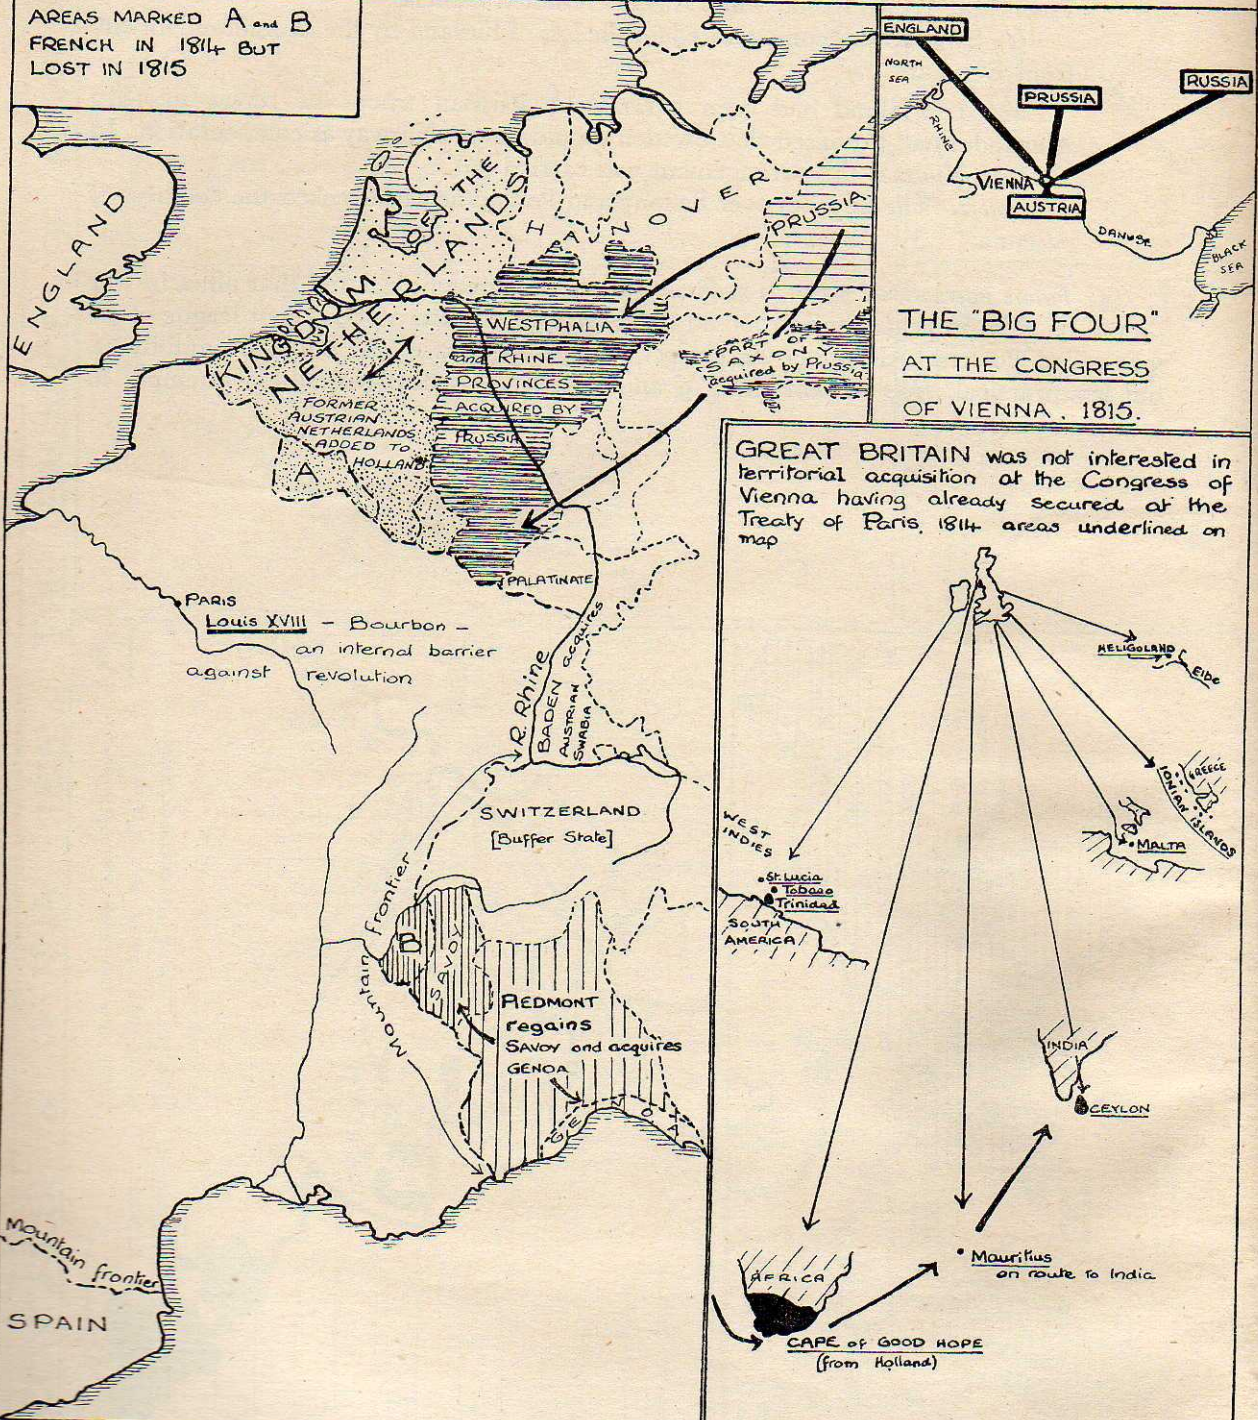 AREAS MARKED A and B
FRENCH IN 1814 BUT
LOST IN 1815
ENGLAND
KINGDOM OF THE
NETHERLANDS
HANOVER
PRUSSIA
WESTPHALIA
and RHINE
PROVINCES
ACQUIRED BY
PRUSSIA
PART OF
SAXONY
acquired by Prussia
FORMER
AUSTRIAN
NETHERLANDS
ADDED TO
HOLLAND
A
PALATINATE
PARIS
Louis XVIII – Bourbon –
an internal barrier
against revolution
R. Rhine
BADEN acquires
AUSTRIAN
SWABIA
SWITZERLAND
[Buffer State]
Mountain frontier
B
SAVOY
PIEDMONT
regains
SAVOY and acquires
GENOA
GENOA
Mountain frontier
SPAIN
ENGLAND
NORTH
SEA
PRUSSIA
RUSSIA
RHINE
VIENNA
AUSTRIA
DANUBE
BLACK
SEA
THE "BIG FOUR"
AT THE CONGRESS
OF VIENNA. 1815.
GREAT BRITAIN was not interested in
territorial acquisition at the Congress of
Vienna having already secured at the
Treaty of Paris, 1814 areas underlined on
map
HELIGOLAND
Elbe
GREECE
IONIAN ISLANDS
MALTA
WEST
INDIES
St. Lucia
Tobago
Trinidad
SOUTH
AMERICA
INDIA
CEYLON
Mauritius
on route to India
AFRICA
CAPE of GOOD HOPE
(from Holland)